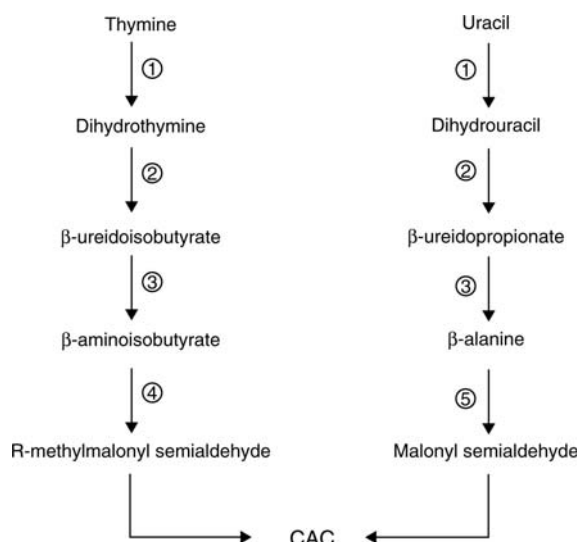 Thymine Uracil
① ①
Dihydrothymine Dihydrouracil
② ②
β-ureidoisobutyrate β-ureidopropionate
③ ③
β-aminoisobutyrate β-alanine
④ ⑤
R-methylmalonyl semialdehyde Malonyl semialdehyde
CAC